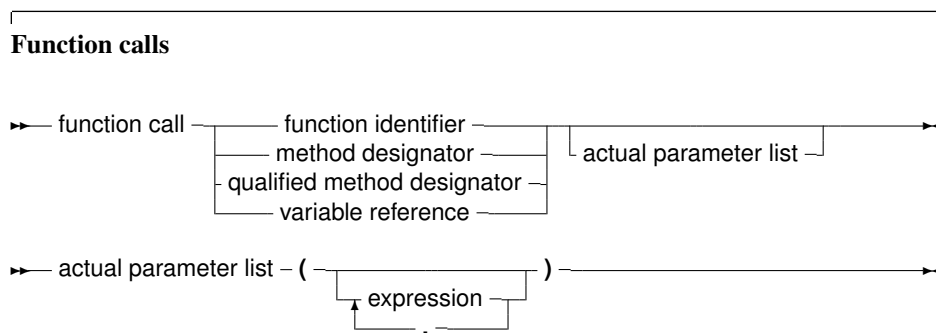 Function calls
function call function identifier
method designator actual parameter list
qualified method designator
variable reference
actual parameter list ( )
expression